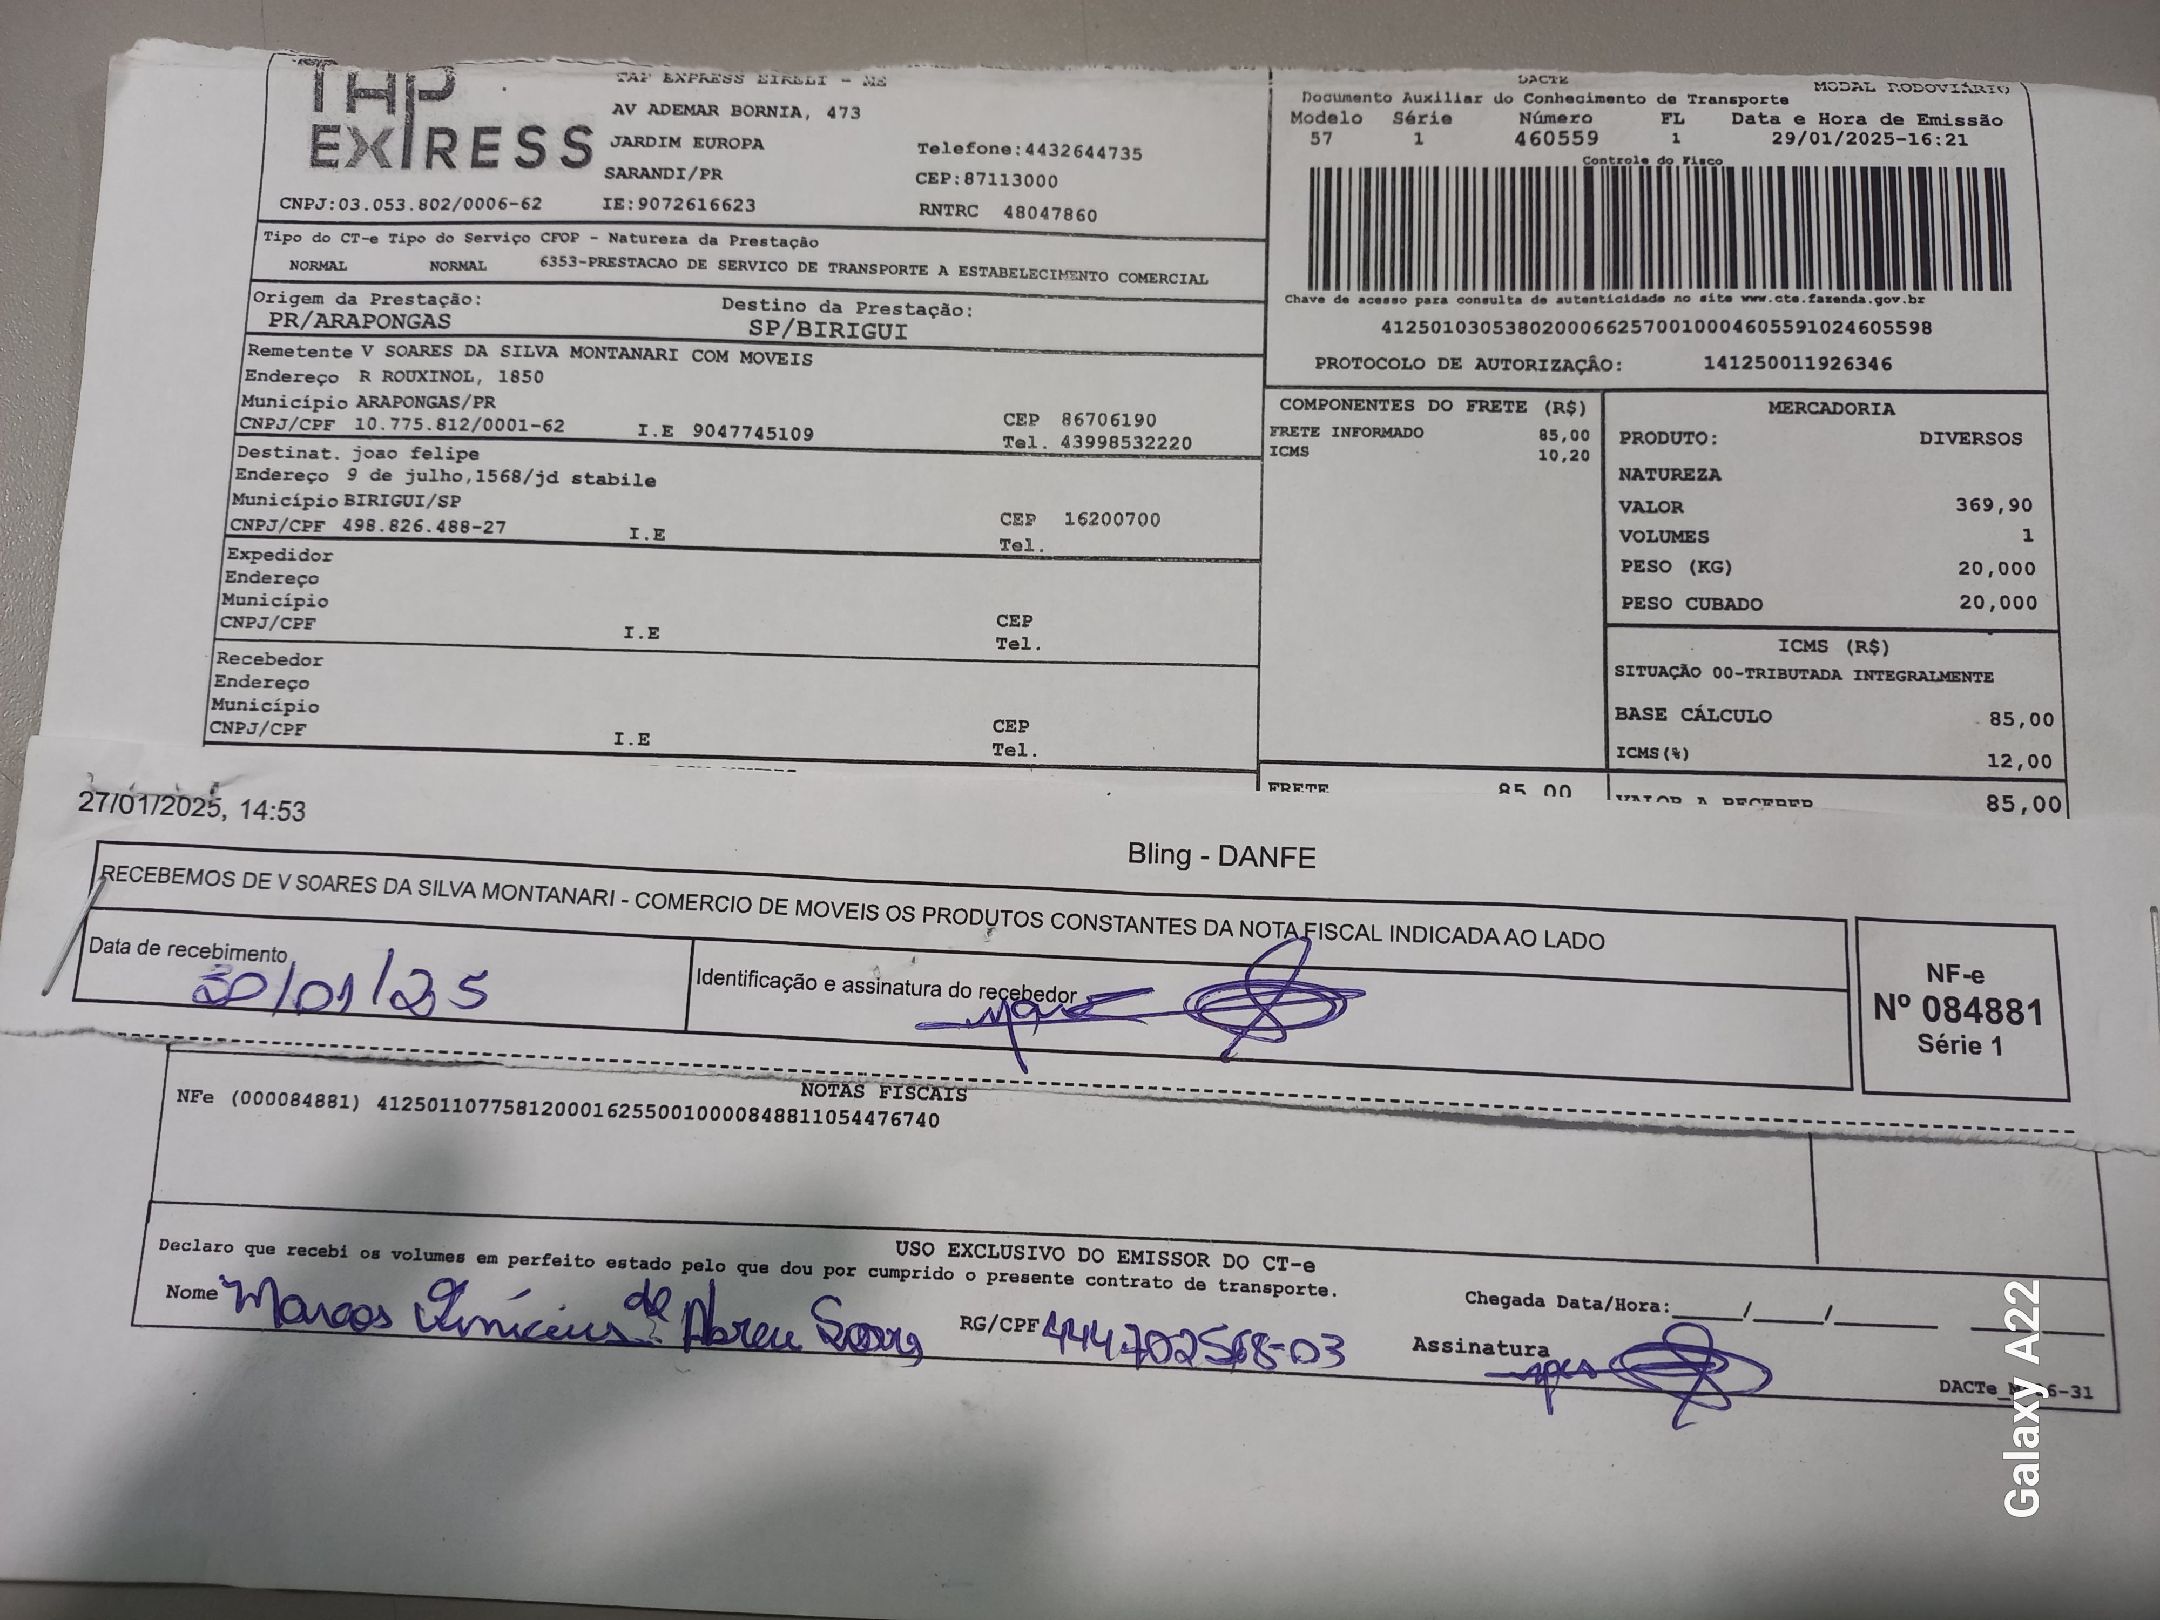 TAP
EXPRESS
TAP EXPRESS EIRELI - ME
AV ADEMAR BORNIA, 473
JARDIM EUROPA
Telefone:4432644735
SARANDI/PR
CEP:87113000
CNPJ:03.053.802/0006-62 IE:9072616623 RNTRC 48047860
DACTE MODAL RODOVIÁRIO
Documento Auxiliar do Conhecimento de Transporte
Modelo Série Número FL Data e Hora de Emissão
57 1 460559 1 29/01/2025-16:21
Controle do Fisco
Chave de acesso para consulta de autenticidade no site www.cte.fazenda.gov.br
41250103053802000662570010004605591024605598
PROTOCOLO DE AUTORIZAÇÂO: 141250011926346
Tipo do CT-e Tipo do Serviço CFOP - Natureza da Prestação
NORMAL NORMAL 6353-PRESTACAO DE SERVICO DE TRANSPORTE A ESTABELECIMENTO COMERCIAL
Origem da Prestação: Destino da Prestação:
PR/ARAPONGAS SP/BIRIGUI
Remetente V SOARES DA SILVA MONTANARI COM MOVEIS
Endereço R ROUXINOL, 1850
Município ARAPONGAS/PR CEP 86706190
CNPJ/CPF 10.775.812/0001-62 I.E 9047745109 Tel. 43998532220
Destinat. joao felipe
Endereço 9 de julho,1568/jd stabile
Município BIRIGUI/SP CEP 16200700
CNPJ/CPF 498.826.488-27 I.E Tel.
Expedidor
Endereço
Município CEP
CNPJ/CPF I.E Tel.
Recebedor
Endereço
Município CEP
CNPJ/CPF I.E Tel.
COMPONENTES DO FRETE (R$)
FRETE INFORMADO 85,00
ICMS 10,20
MERCADORIA
PRODUTO: DIVERSOS
NATUREZA
VALOR 369,90
VOLUMES 1
PESO (KG) 20,000
PESO CUBADO 20,000
ICMS (R$)
SITUAÇÃO 00-TRIBUTADA INTEGRALMENTE
BASE CÁLCULO 85,00
ICMS(%) 12,00
FRETE 85,00 VALOR A RECEBER 85,00
27/01/2025, 14:53
Bling - DANFE
RECEBEMOS DE V SOARES DA SILVA MONTANARI - COMERCIO DE MOVEIS OS PRODUTOS CONSTANTES DA NOTA FISCAL INDICADA AO LADO
Data de recebimento Identificação e assinatura do recebedor
30/01/25
NF-e
Nº 084881
Série 1
NOTAS FISCAIS
NFe (000084881) 41250110775812000162550010000848811054476740
USO EXCLUSIVO DO EMISSOR DO CT-e
Declaro que recebi os volumes em perfeito estado pelo que dou por cumprido o presente contrato de transporte.
Chegada Data/Hora:____/____/______ ______
Nome Marcos Vinícius de Abreu RG/CPF 444702568-03 Assinatura
Galaxy A22